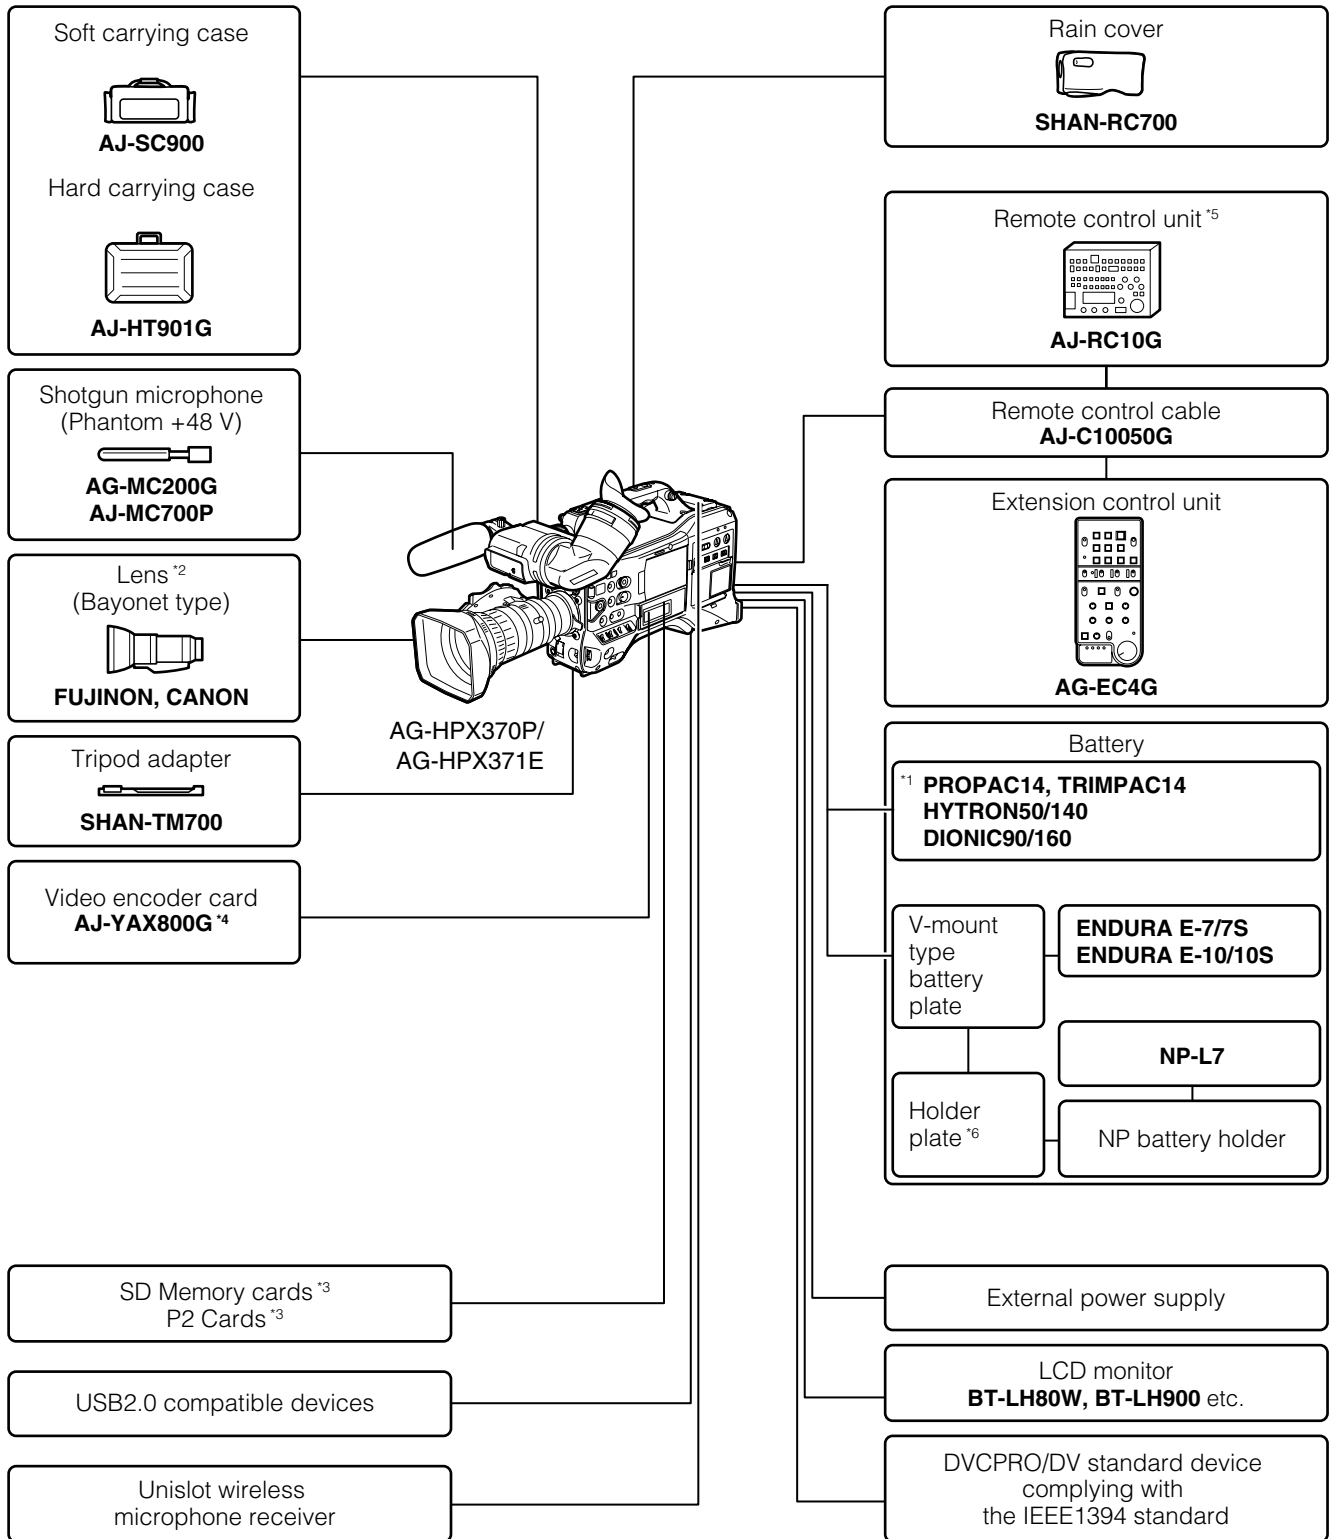 Soft carrying case
AJ-SC900
Hard carrying case
AJ-HT901G
Shotgun microphone
(Phantom +48 V)
AG-MC200G
AJ-MC700P
Lens *2
(Bayonet type)
FUJINON, CANON
Tripod adapter
SHAN-TM700
Video encoder card
AJ-YAX800G *4
SD Memory cards *3
P2 Cards *3
USB2.0 compatible devices
Unislot wireless
microphone receiver
AG-HPX370P/
AG-HPX371E
Rain cover
SHAN-RC700
Remote control unit *5
AJ-RC10G
Remote control cable
AJ-C10050G
Extension control unit
AG-EC4G
Battery
*1 PROPAC14, TRIMPAC14
HYTRON50/140
DIONIC90/160
V-mount
type
battery
plate
ENDURA E-7/7S
ENDURA E-10/10S
NP-L7
Holder
plate *6
NP battery holder
External power supply
LCD monitor
BT-LH80W, BT-LH900 etc.
DVCPRO/DV standard device
complying with
the IEEE1394 standard